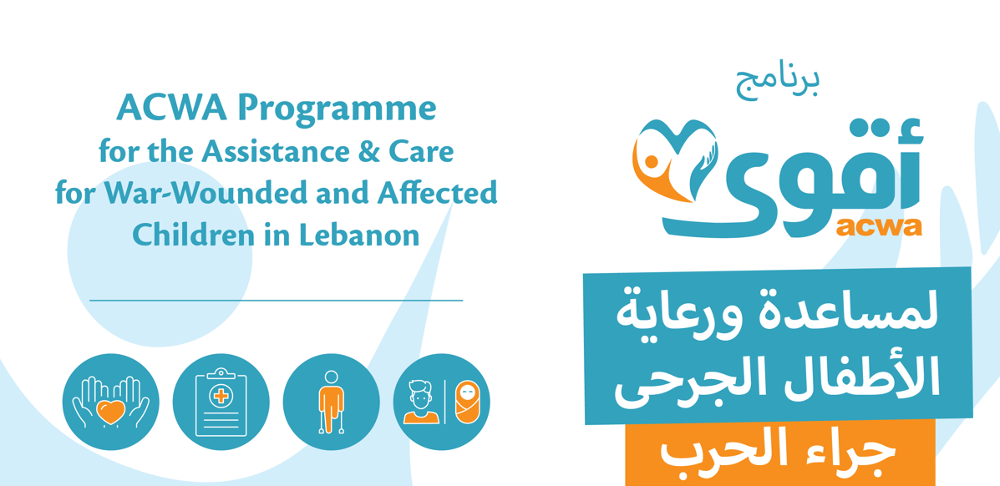 ACWA Programme
for the Assistance & Care
for War-Wounded and Affected
Children in Lebanon
برنامج
أقوى
acwa
لمساعدة ورعاية
الأطفال الجرحى
جراء الحرب